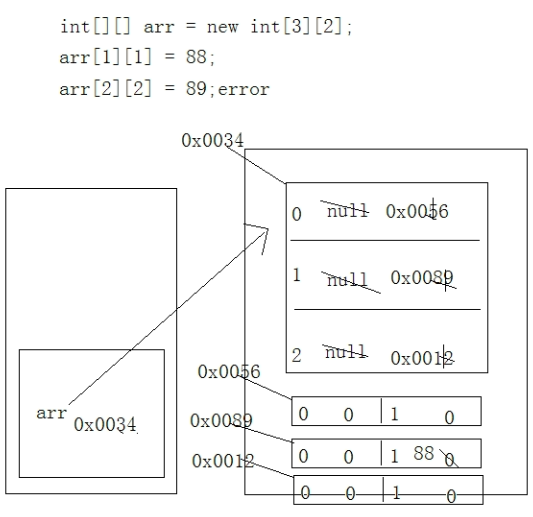 int[][] arr = new int[3][2];
arr[1][1] = 88;
arr[2][2] = 89;error
0x0034
0 null 0x0056
1 null 0x0089
2 null 0x0012
arr 0x0034
0x0056
0 0 1 0
0x0089
0 0 1 88 0
0x0012
0 0 1 0